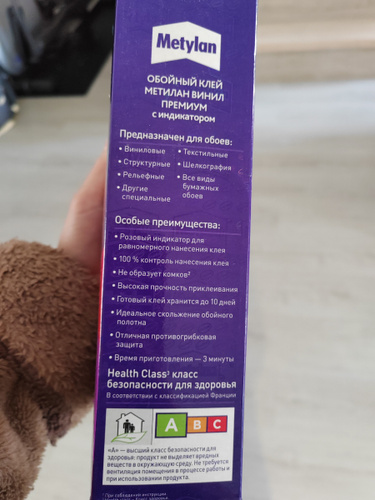 Metylan
ОБОЙНЫЙ КЛЕЙ
МЕТИЛАН ВИНИЛ
ПРЕМИУМ
с индикатором
Предназначен для обоев:
• Виниловые
• Структурные
• Рельефные
• Другие
специальные
• Текстильные
• Шелкография
• Все виды
бумажных
обоев
Особые преимущества:
• Розовый индикатор для
равномерного нанесения клея
• 100 % контроль нанесения клея
• Не образует комков²
• Высокая прочность приклеивания
• Готовый клей хранится до 10 дней
• Идеальное скольжение обойного
полотна
• Отличная противогрибковая
защита
• Время приготовления — 3 минуты
Health Class³ класс
безопасности для здоровья
В соответствии с классификацией Франции
A B C
«А» — высший класс безопасности для
здоровья: продукт не выделяет вредных
веществ в окружающую среду. Не требуется
вентиляция помещения в процессе работы и
при использовании продукта.